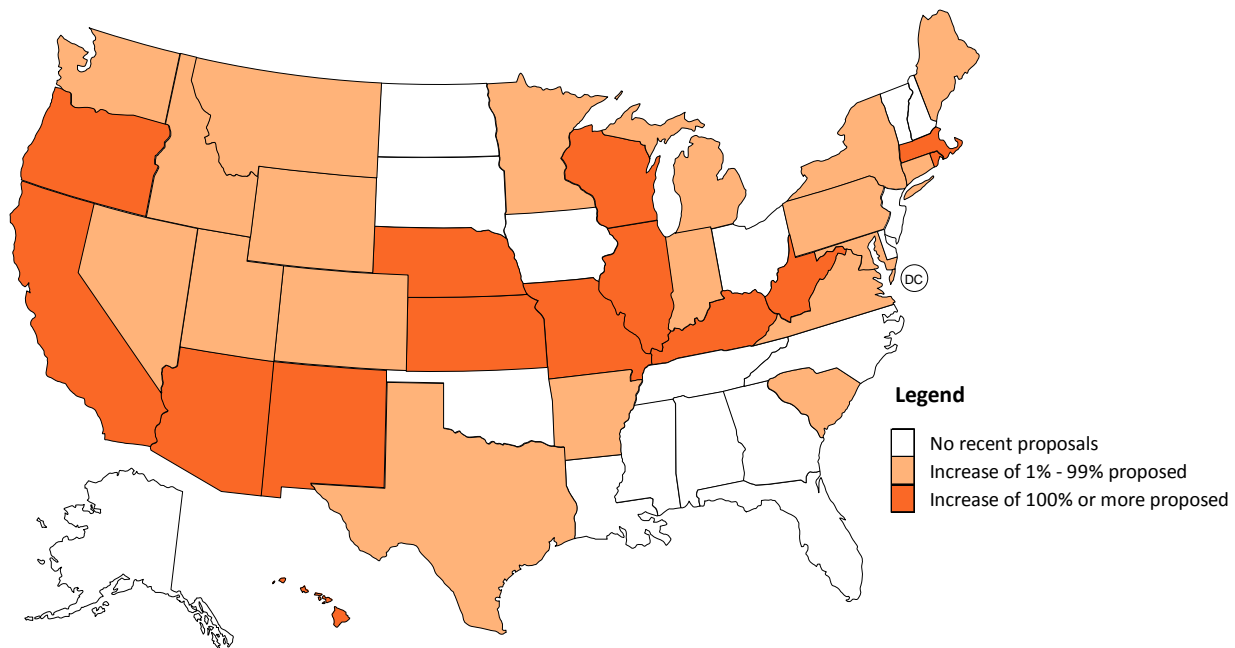 DC
Legend
No recent proposals
Increase of 1% - 99% proposed
Increase of 100% or more proposed